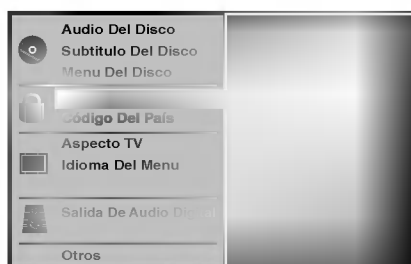 Audio Del Disco
Subtitulo Del Disco
Menu Del Disco
Código Del País
Aspecto TV
Idioma Del Menu
Salida De Audio Digital
Otros